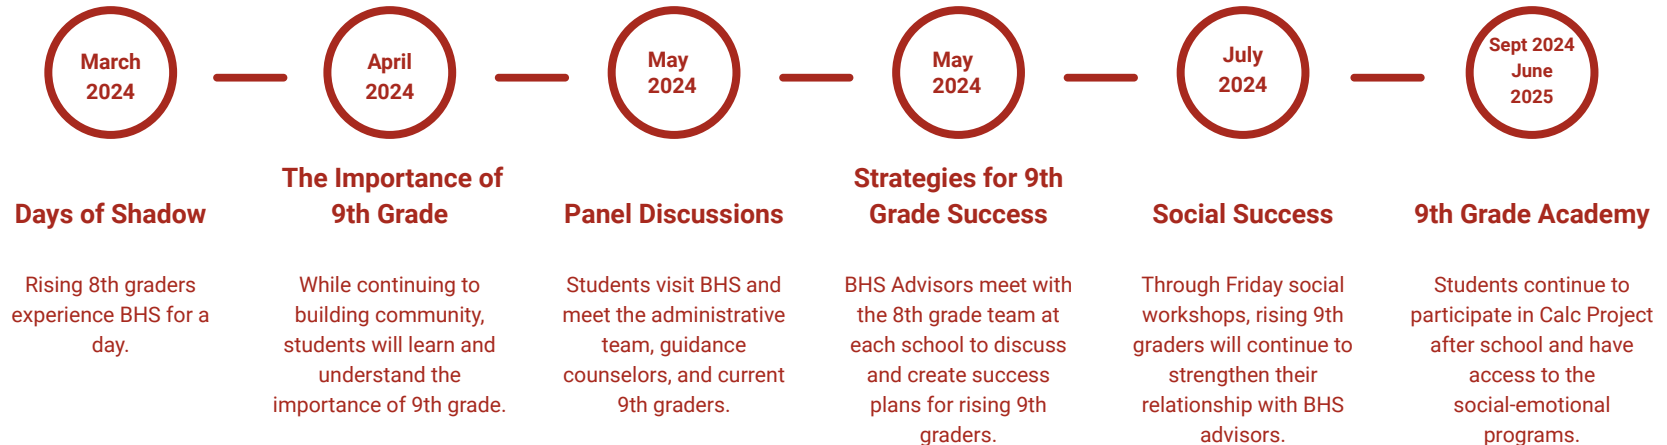 March
2024
April
2024
May
2024
May
2024
July
2024
Sept 2024
June
2025
Days of Shadow
Rising 8th graders
experience BHS for a
day.
The Importance of
9th Grade
While continuing to
building community,
students will learn and
understand the
importance of 9th grade.
Panel Discussions
Students visit BHS and
meet the administrative
team, guidance
counselors, and current
9th graders.
Strategies for 9th
Grade Success
BHS Advisors meet with
the 8th grade team at
each school to discuss
and create success
plans for rising 9th
graders.
Social Success
Through Friday social
workshops, rising 9th
graders will continue to
strengthen their
relationship with BHS
advisors.
9th Grade Academy
Students continue to
participate in Calc Project
after school and have
access to the
social-emotional
programs.